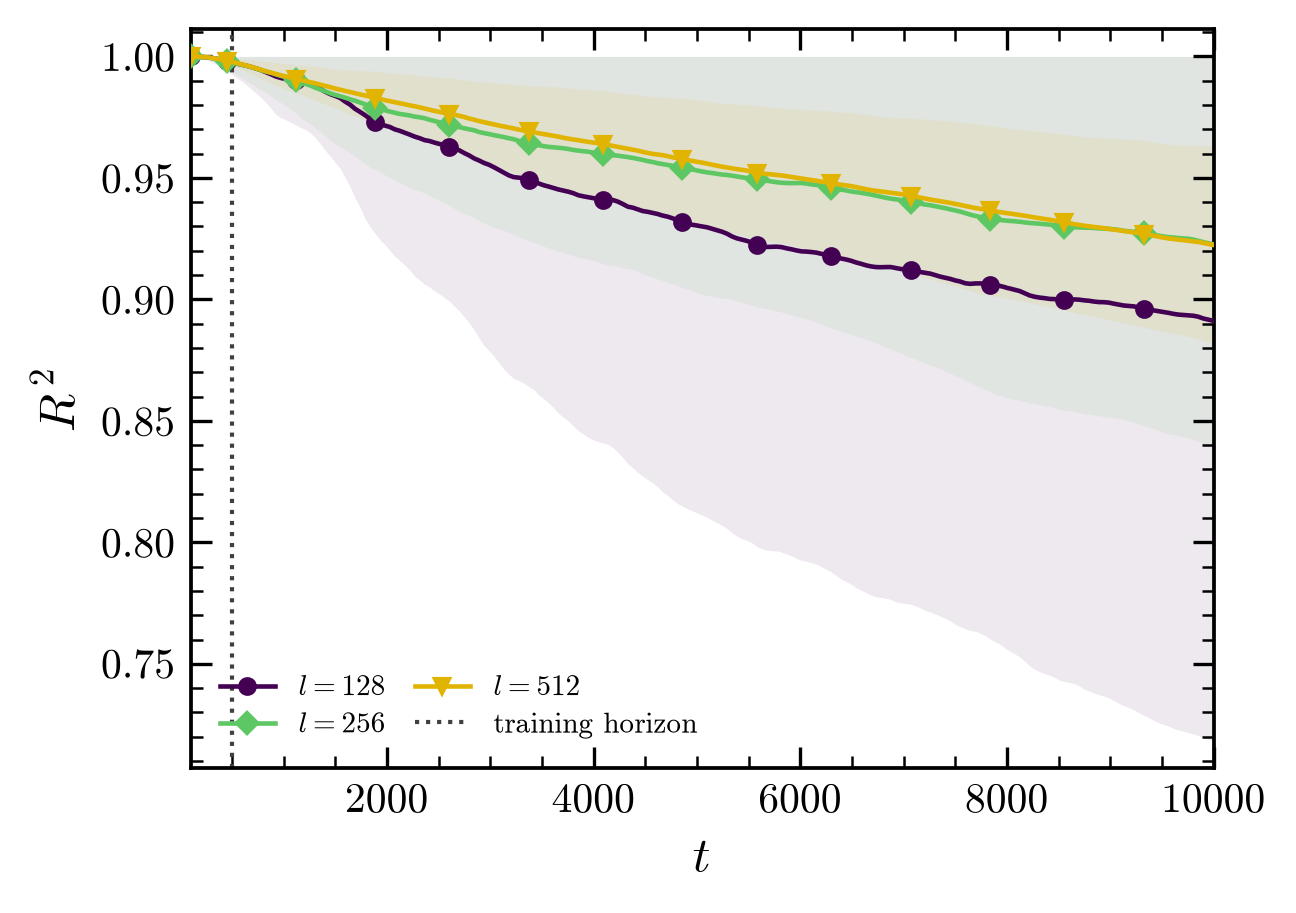 1.00
0.95
0.90
0.85
0.80
0.75
R²
l = 128
l = 256
l = 512
training horizon
2000 4000 6000 8000 10000
t